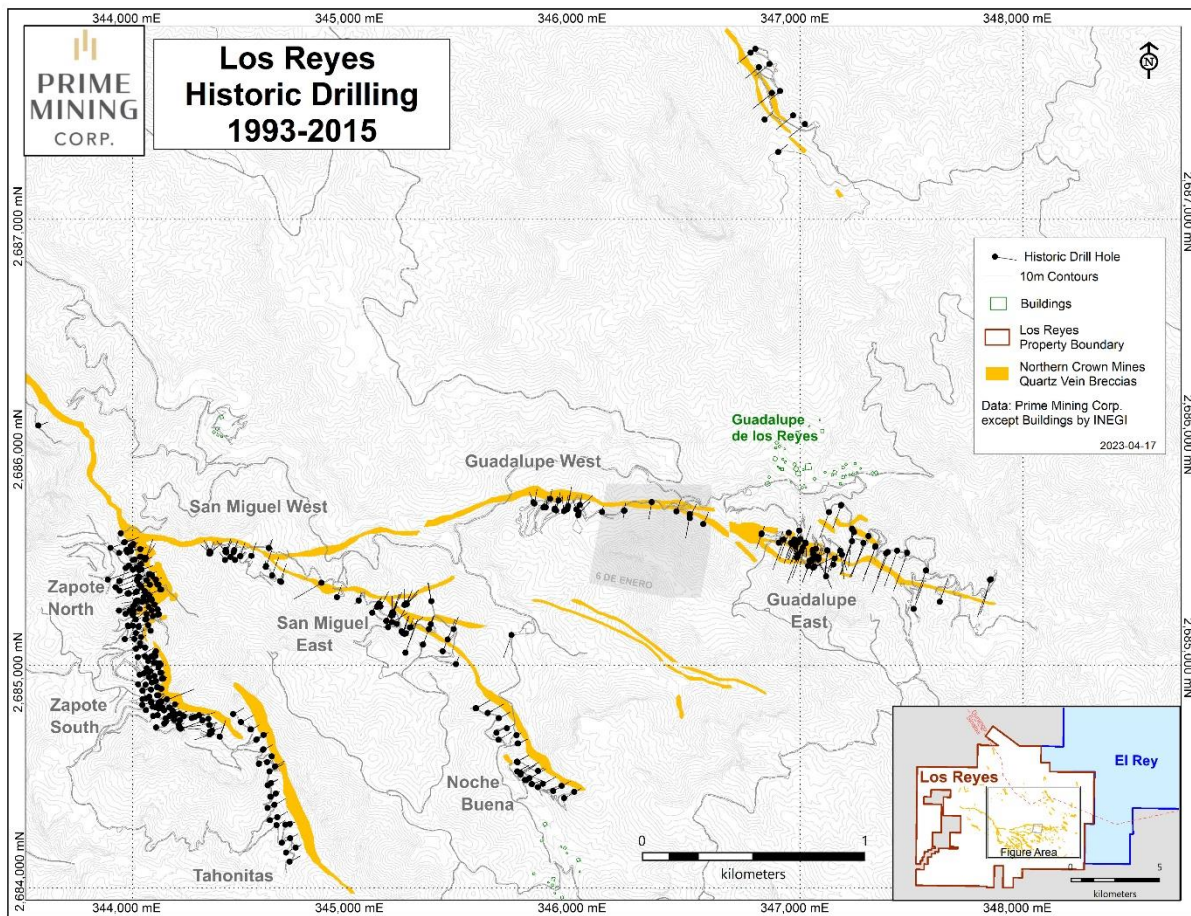 344,000 mE
345,000 mE
346,000 mE
347,000 mE
348,000 mE
PRIME
MINING
CORP.
Los Reyes
Historic Drilling
1993-2015
N
2,687,000 mN
2,687,000 mN
Historic Drill Hole
10m Contours
Buildings
Los Reyes
Property Boundary
Northern Crown Mines
Quartz Vein Breccias
Data: Prime Mining Corp.
except Buildings by INEGI
2023-04-17
2,686,000 mN
2,686,000 mN
Guadalupe
de los Reyes
Guadalupe West
San Miguel West
6 DE ENERO
Zapote
North
San Miguel
East
Guadalupe
East
2,685,000 mN
2,685,000 mN
Zapote
South
Noche
Buena
Tahonitas
0
1
kilometers
El Rey
Los Reyes
Figure Area
0
5
kilometers
2,684,000 mN
344,000 mE
345,000 mE
346,000 mE
347,000 mE
348,000 mE